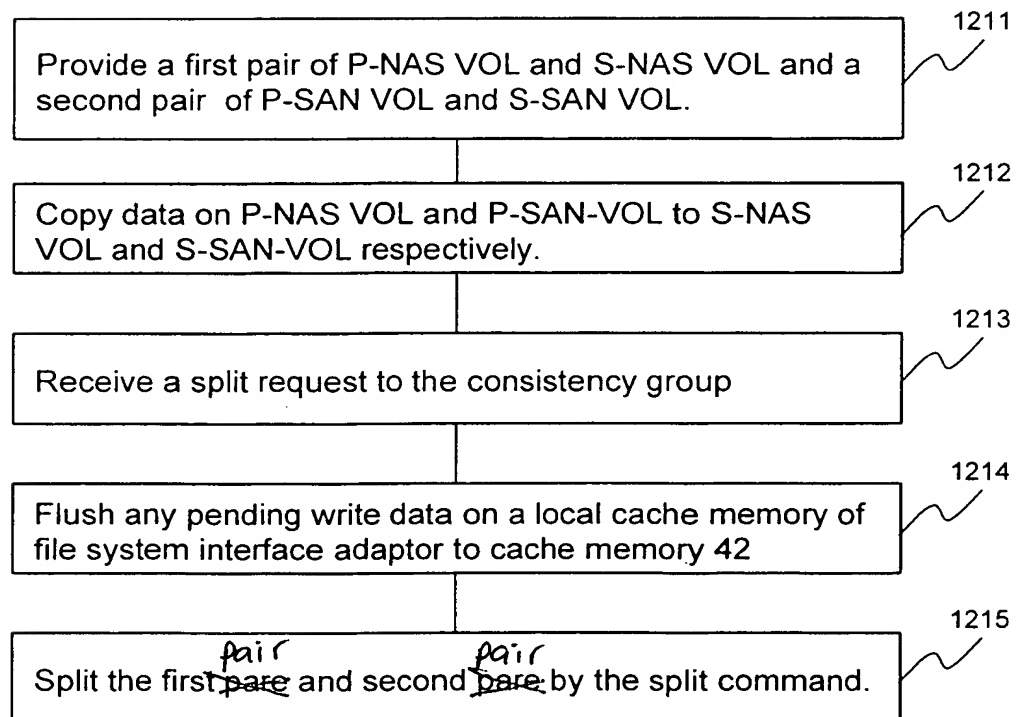 1211
Provide a first pair of P-NAS VOL and S-NAS VOL and a
second pair of P-SAN VOL and S-SAN VOL.
1212
Copy data on P-NAS VOL and P-SAN-VOL to S-NAS
VOL and S-SAN-VOL respectively.
1213
Receive a split request to the consistency group
1214
Flush any pending write data on a local cache memory of
file system interface adaptor to cache memory 42
1215
pair pair
Split the first pare and second pare by the split command.